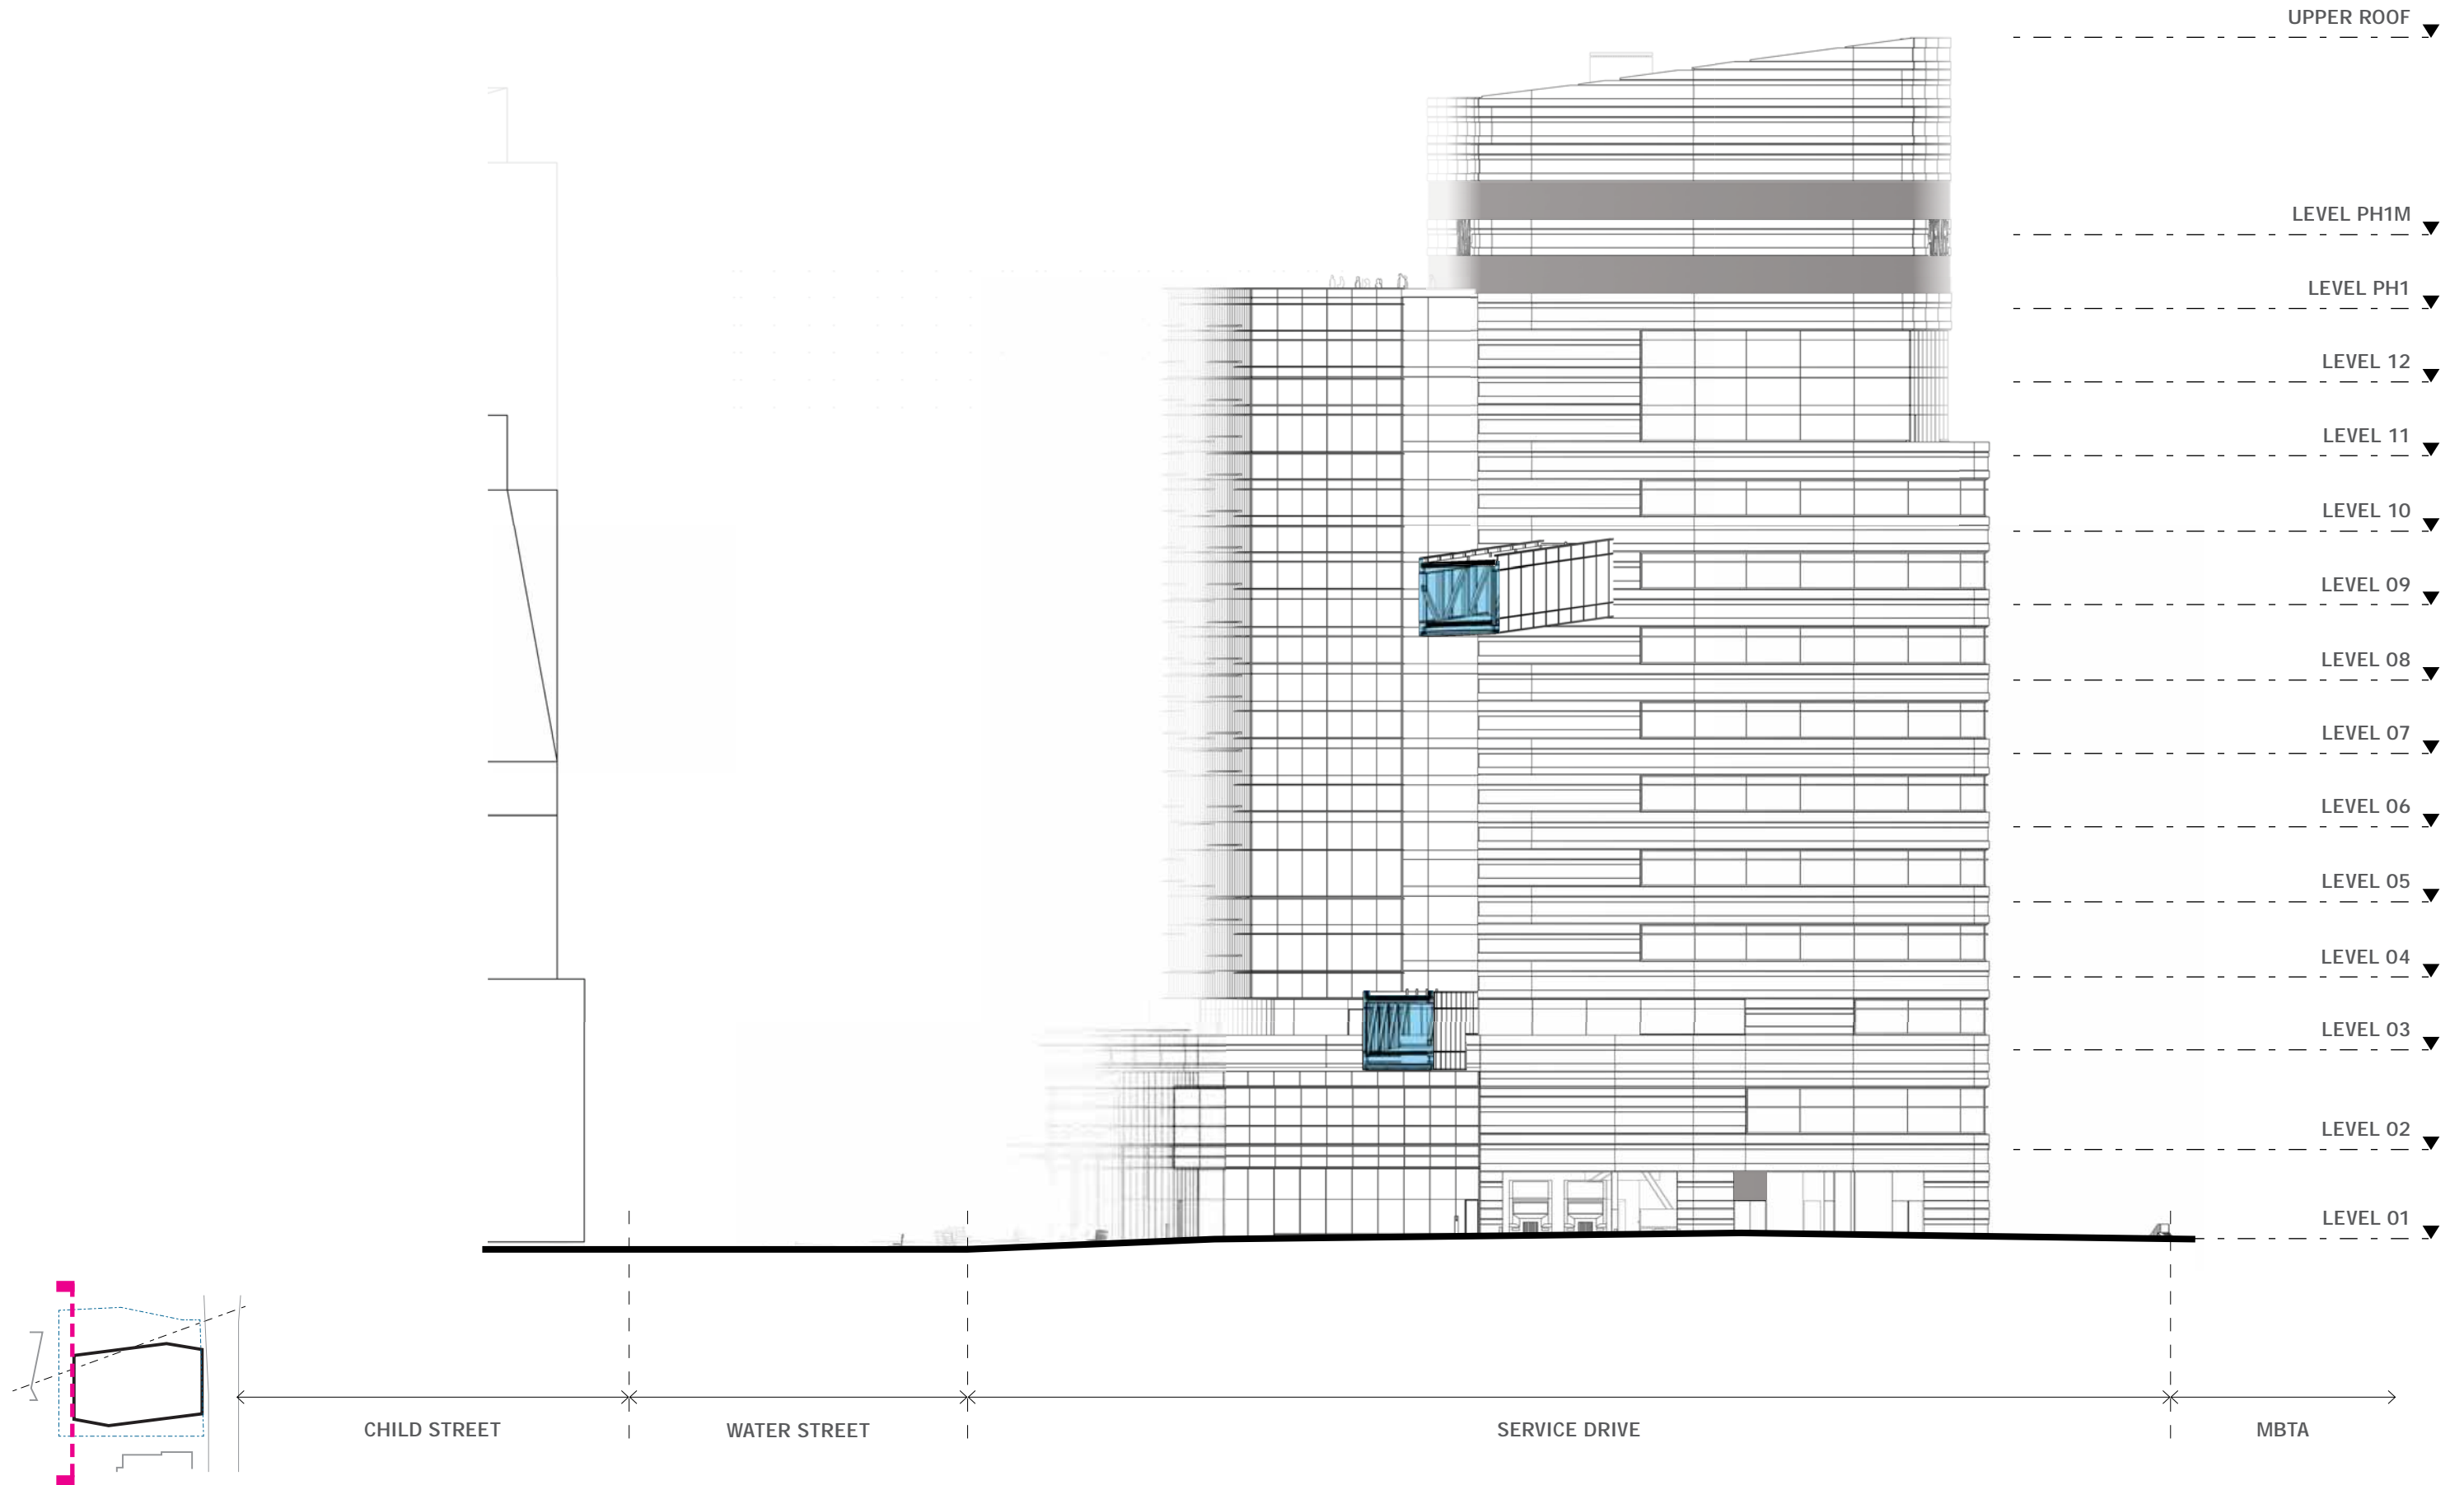 UPPER ROOF
LEVEL PH1M
LEVEL PH1
LEVEL 12
LEVEL 11
LEVEL 10
LEVEL 09
LEVEL 08
LEVEL 07
LEVEL 06
LEVEL 05
LEVEL 04
LEVEL 03
LEVEL 02
LEVEL 01
CHILD STREET
WATER STREET
SERVICE DRIVE
MBTA